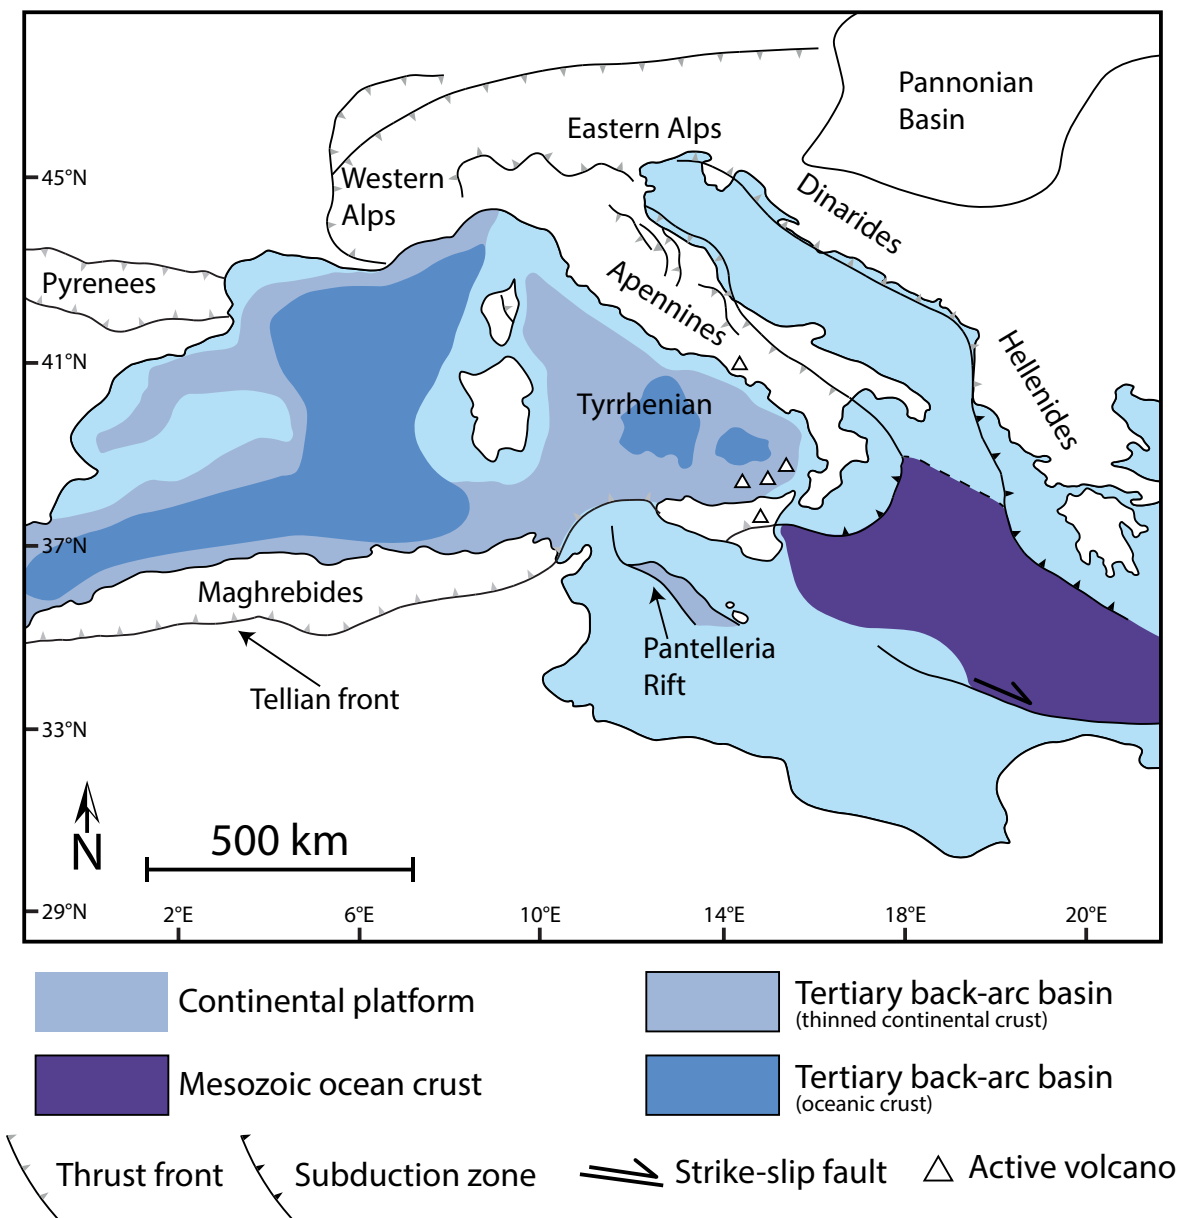 Pannonian
Basin
Eastern Alps
45°N
Western
Alps
Dinarides
Pyrenees
Apennines
41°N
Hellenides
Tyrrhenian
37°N
Maghrebides
Pantelleria
Rift
Tellian front
33°N
N
500 km
29°N
2°E
6°E
10°E
14°E
18°E
20°E
Continental platform
Tertiary back-arc basin
(thinned continental crust)
Mesozoic ocean crust
Tertiary back-arc basin
(oceanic crust)
Thrust front
Subduction zone
Strike-slip fault
Active volcano